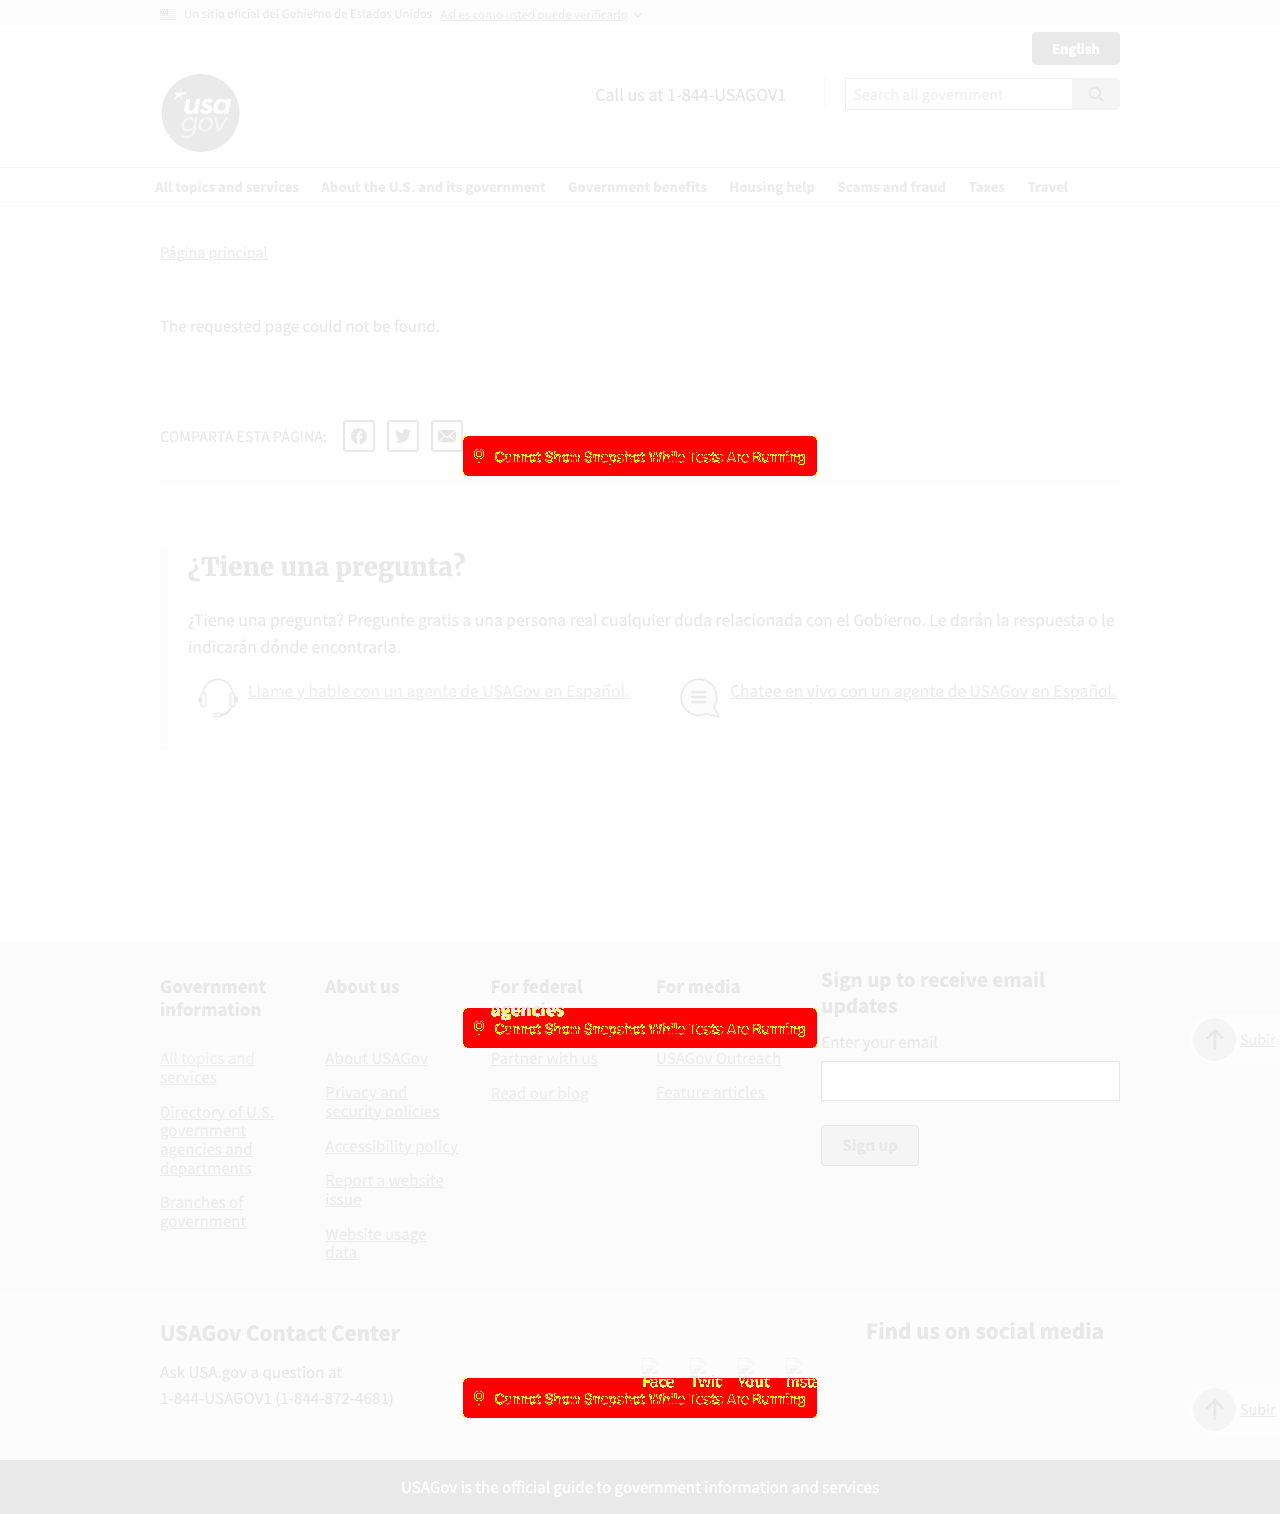 Un sitio oficial del Gobierno de Estados Unidos Así es como usted puede verificarlo
English
usa
gov
Call us at 1-844-USAGOV1
Search all government
All topics and services About the U.S. and its government Government benefits Housing help Scams and fraud Taxes Travel
Página principal
The requested page could not be found.
COMPARTA ESTA PÁGINA:
Cannot Show Snapshot While Tests Are Running
¿Tiene una pregunta?
¿Tiene una pregunta? Pregunte gratis a una persona real cualquier duda relacionada con el Gobierno. Le darán la respuesta o le
indicarán dónde encontrarla.
Llame y hable con un agente de USAGov en Español.
Chatee en vivo con un agente de USAGov en Español.
Government
information
All topics and
services
Directory of U.S.
government
agencies and
departments
Branches of
government
About us
About USAGov
Privacy and
security policies
Accessibility policy
Report a website
issue
Website usage
data
For federal
agencies
Partner with us
Read our blog
For media
USAGov Outreach
Feature articles
Cannot Show Snapshot While Tests Are Running
Sign up to receive email
updates
Enter your email
Sign up
Subir
USAGov Contact Center
Ask USA.gov a question at
1-844-USAGOV1 (1-844-872-4681)
Find us on social media
Face Twit Yout Insta
Cannot Show Snapshot While Tests Are Running
Subir
USAGov is the official guide to government information and services